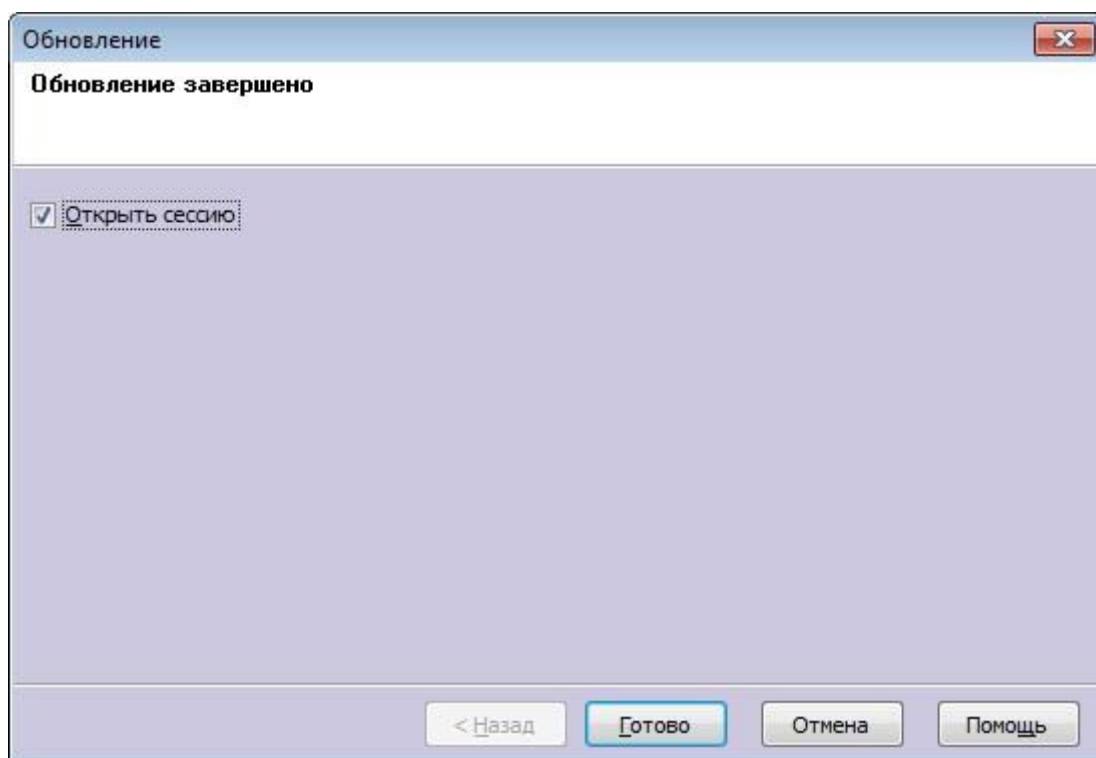 Обновление
Обновление завершено
Открыть сессию
< Назад Готово Отмена Помощь